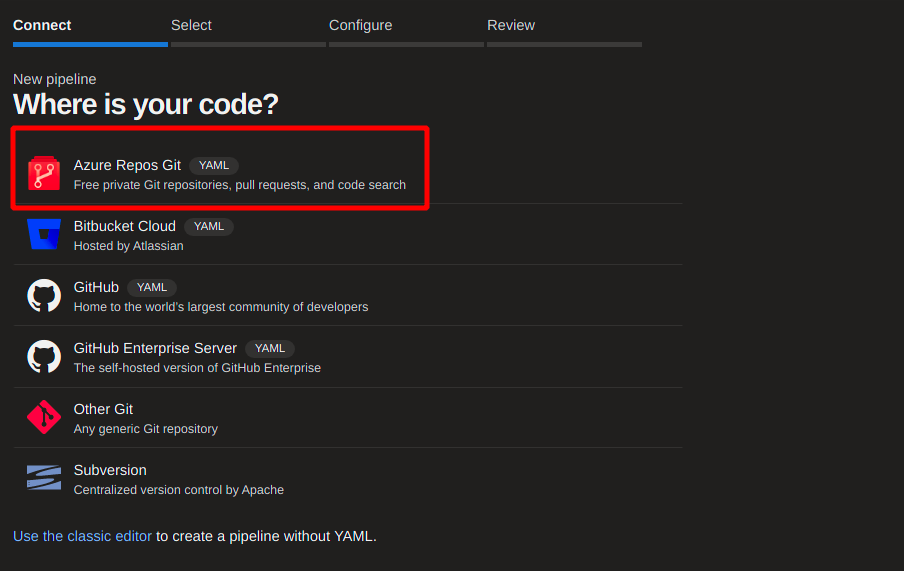 Connect Select Configure Review
New pipeline
Where is your code?
Azure Repos Git YAML
Free private Git repositories, pull requests, and code search
Bitbucket Cloud YAML
Hosted by Atlassian
GitHub YAML
Home to the world's largest community of developers
GitHub Enterprise Server YAML
The self-hosted version of GitHub Enterprise
Other Git
Any generic Git repository
Subversion
Centralized version control by Apache
Use the classic editor to create a pipeline without YAML.